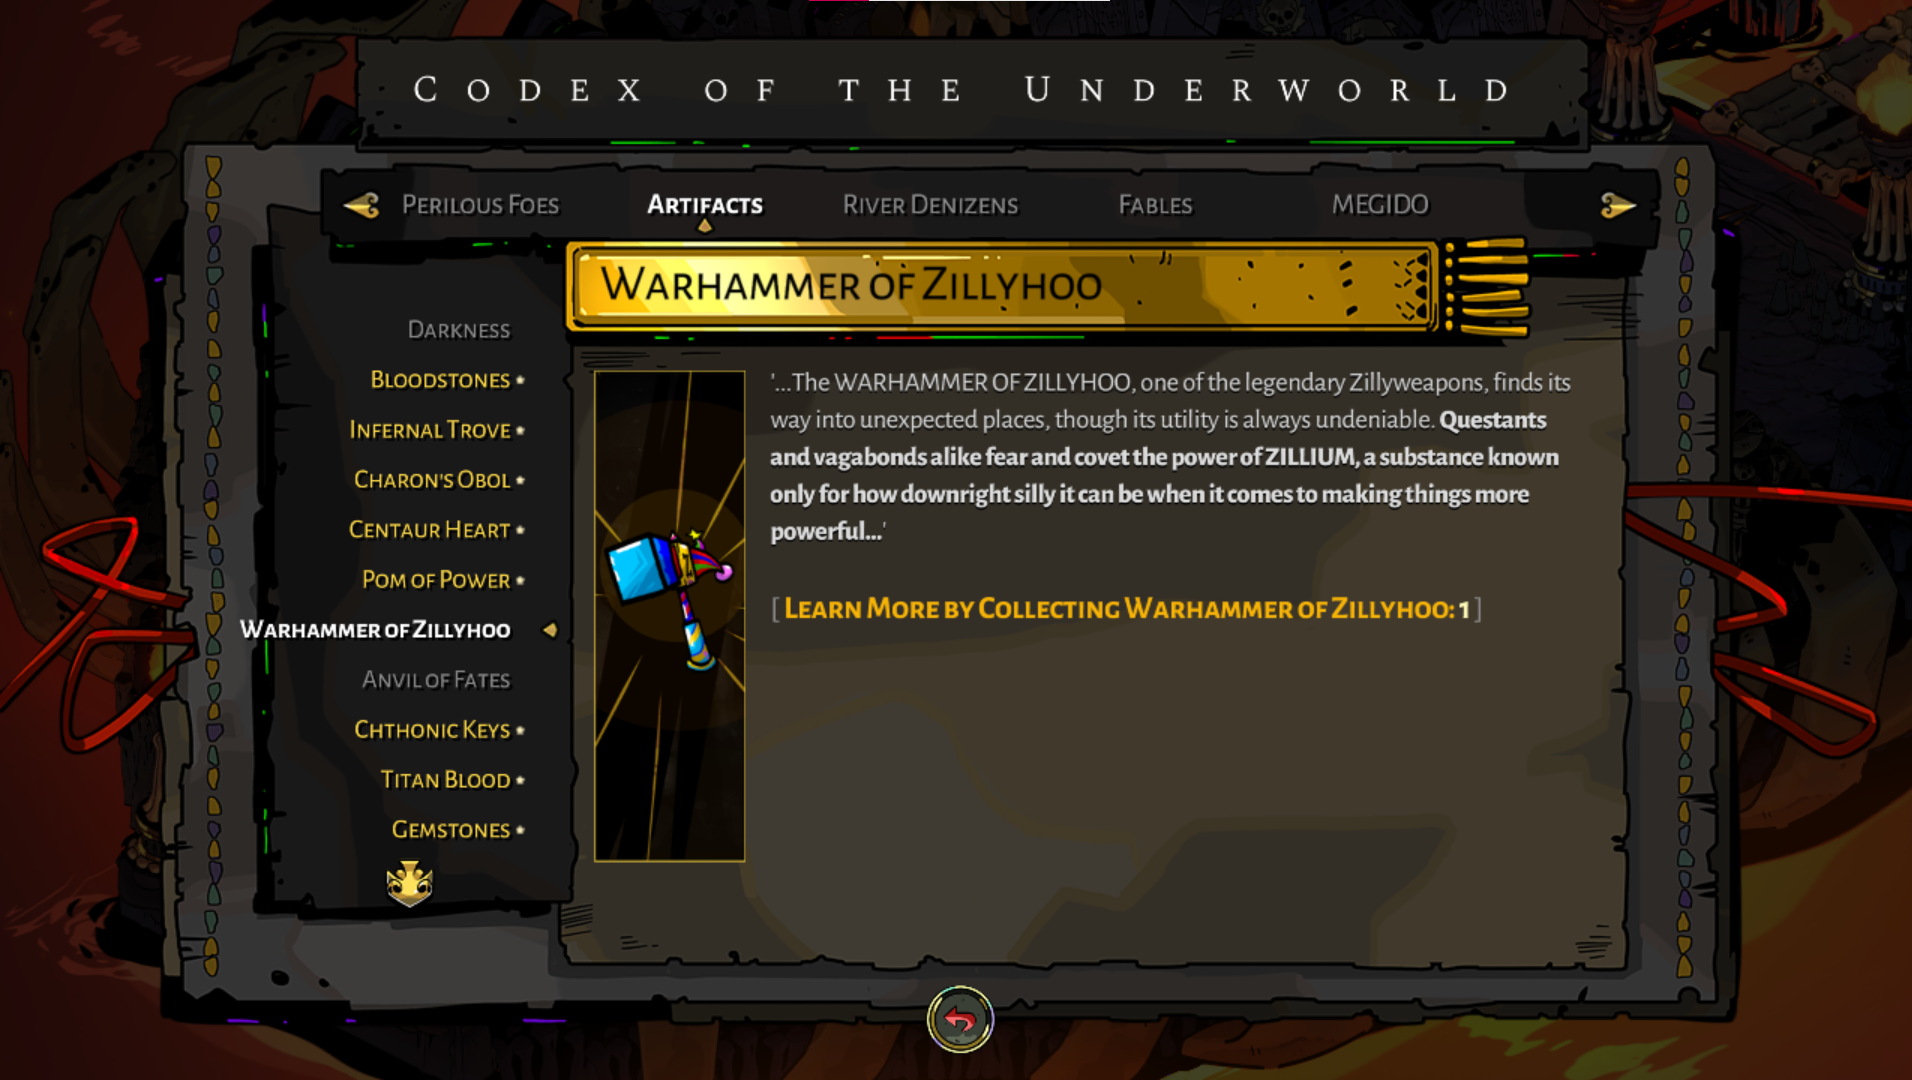 CODEX OF THE UNDERWORLD
PERILOUS FOES ARTIFACTS RIVER DENIZENS FABLES MEGIDO
WARHAMMER OF ZILLYHOO
DARKNESS
BLOODSTONES
INFERNAL TROVE
CHARON'S OBOL
CENTAUR HEART
POM OF POWER
WARHAMMER OF ZILLYHOO
ANVIL OF FATES
CHTHONIC KEYS
TITAN BLOOD
GEMSTONES
'...The WARHAMMER OF ZILLYHOO, one of the legendary Zillyweapons, finds its
way into unexpected places, though its utility is always undeniable. Questants
and vagabonds alike fear and covet the power of ZILLIUM, a substance known
only for how downright silly it can be when it comes to making things more
powerful...'
[ LEARN MORE BY COLLECTING WARHAMMER OF ZILLYHOO: 1 ]